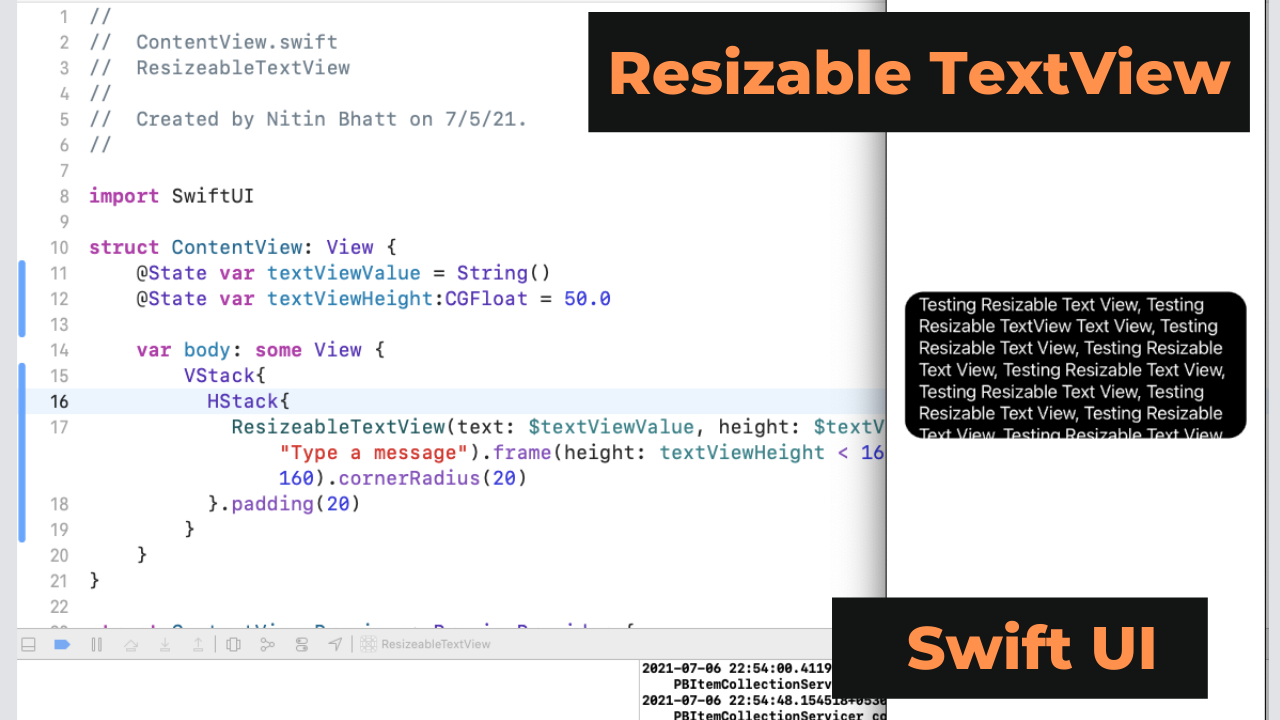 Resizable TextView
1 //
2 // ContentView.swift
3 // ResizeableTextView
4 //
5 // Created by Nitin Bhatt on 7/5/21.
6 //
7
8 import SwiftUI
9
10 struct ContentView: View {
11 @State var textViewValue = String()
12 @State var textViewHeight:CGFloat = 50.0
13
14 var body: some View {
15 VStack{
16 HStack{
17 ResizeableTextView(text: $textViewValue, height: $textV
"Type a message").frame(height: textViewHeight < 16
160).cornerRadius(20)
18 }.padding(20)
19 }
20 }
21 }
22
Testing Resizable Text View, Testing
Resizable TextView Text View, Testing
Resizable Text View, Testing Resizable
Text View, Testing Resizable Text View,
Testing Resizable Text View, Testing
Resizable Text View, Testing Resizable
Text View, Testing Resizable Text View
ResizeableTextView
2021-07-06 22:54:00.4119
PBItemCollectionServ
2021-07-06 22:54:48.154518+0530
PBItemCollectionServicer co
Swift UI